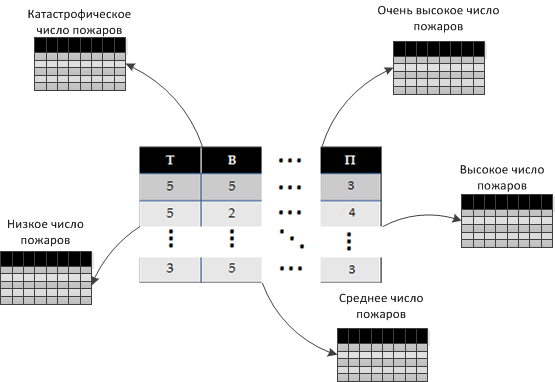 Катастрофическое
число пожаров
Очень высокое число
пожаров
Т В ... П
5 5 ... 3
5 2 ... 4
⋮ ⋮ ⋱ ⋮
3 5 ... 3
Высокое число
пожаров
Низкое число
пожаров
Среднее число
пожаров